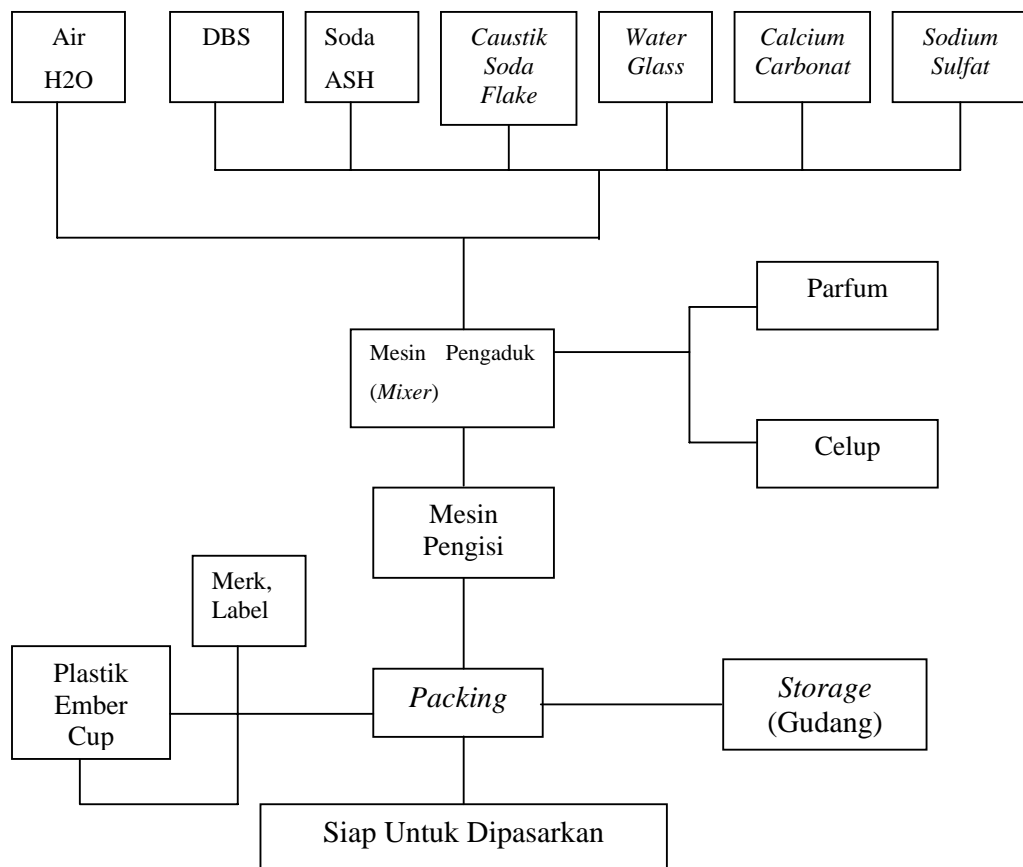 Air
H2O
DBS
Soda
ASH
Caustik
Soda
Flake
Water
Glass
Calcium
Carbonat
Sodium
Sulfat
Parfum
Mesin Pengaduk
(Mixer)
Celup
Mesin
Pengisi
Merk,
Label
Plastik
Ember
Cup
Packing
Storage
(Gudang)
Siap Untuk Dipasarkan